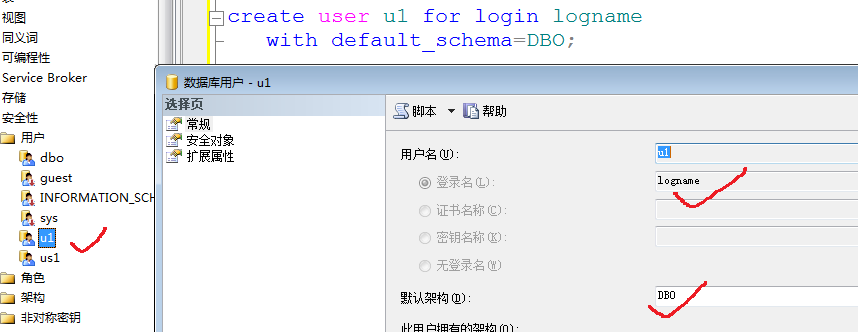 create user u1 for login logname
with default_schema=DBO;
视图
同义词
可编程性
Service Broker
存储
安全性
用户
dbo
guest
INFORMATION_SCH
sys
u1
us1
角色
架构
非对称密钥
数据库用户 - u1
选择页
常规
安全对象
扩展属性
脚本
帮助
用户名(U):
u1
登录名(L):
logname
证书名称(C):
密钥名称(K):
无登录名(W)
默认架构(D):
DBO
此用户拥有的架构(O):